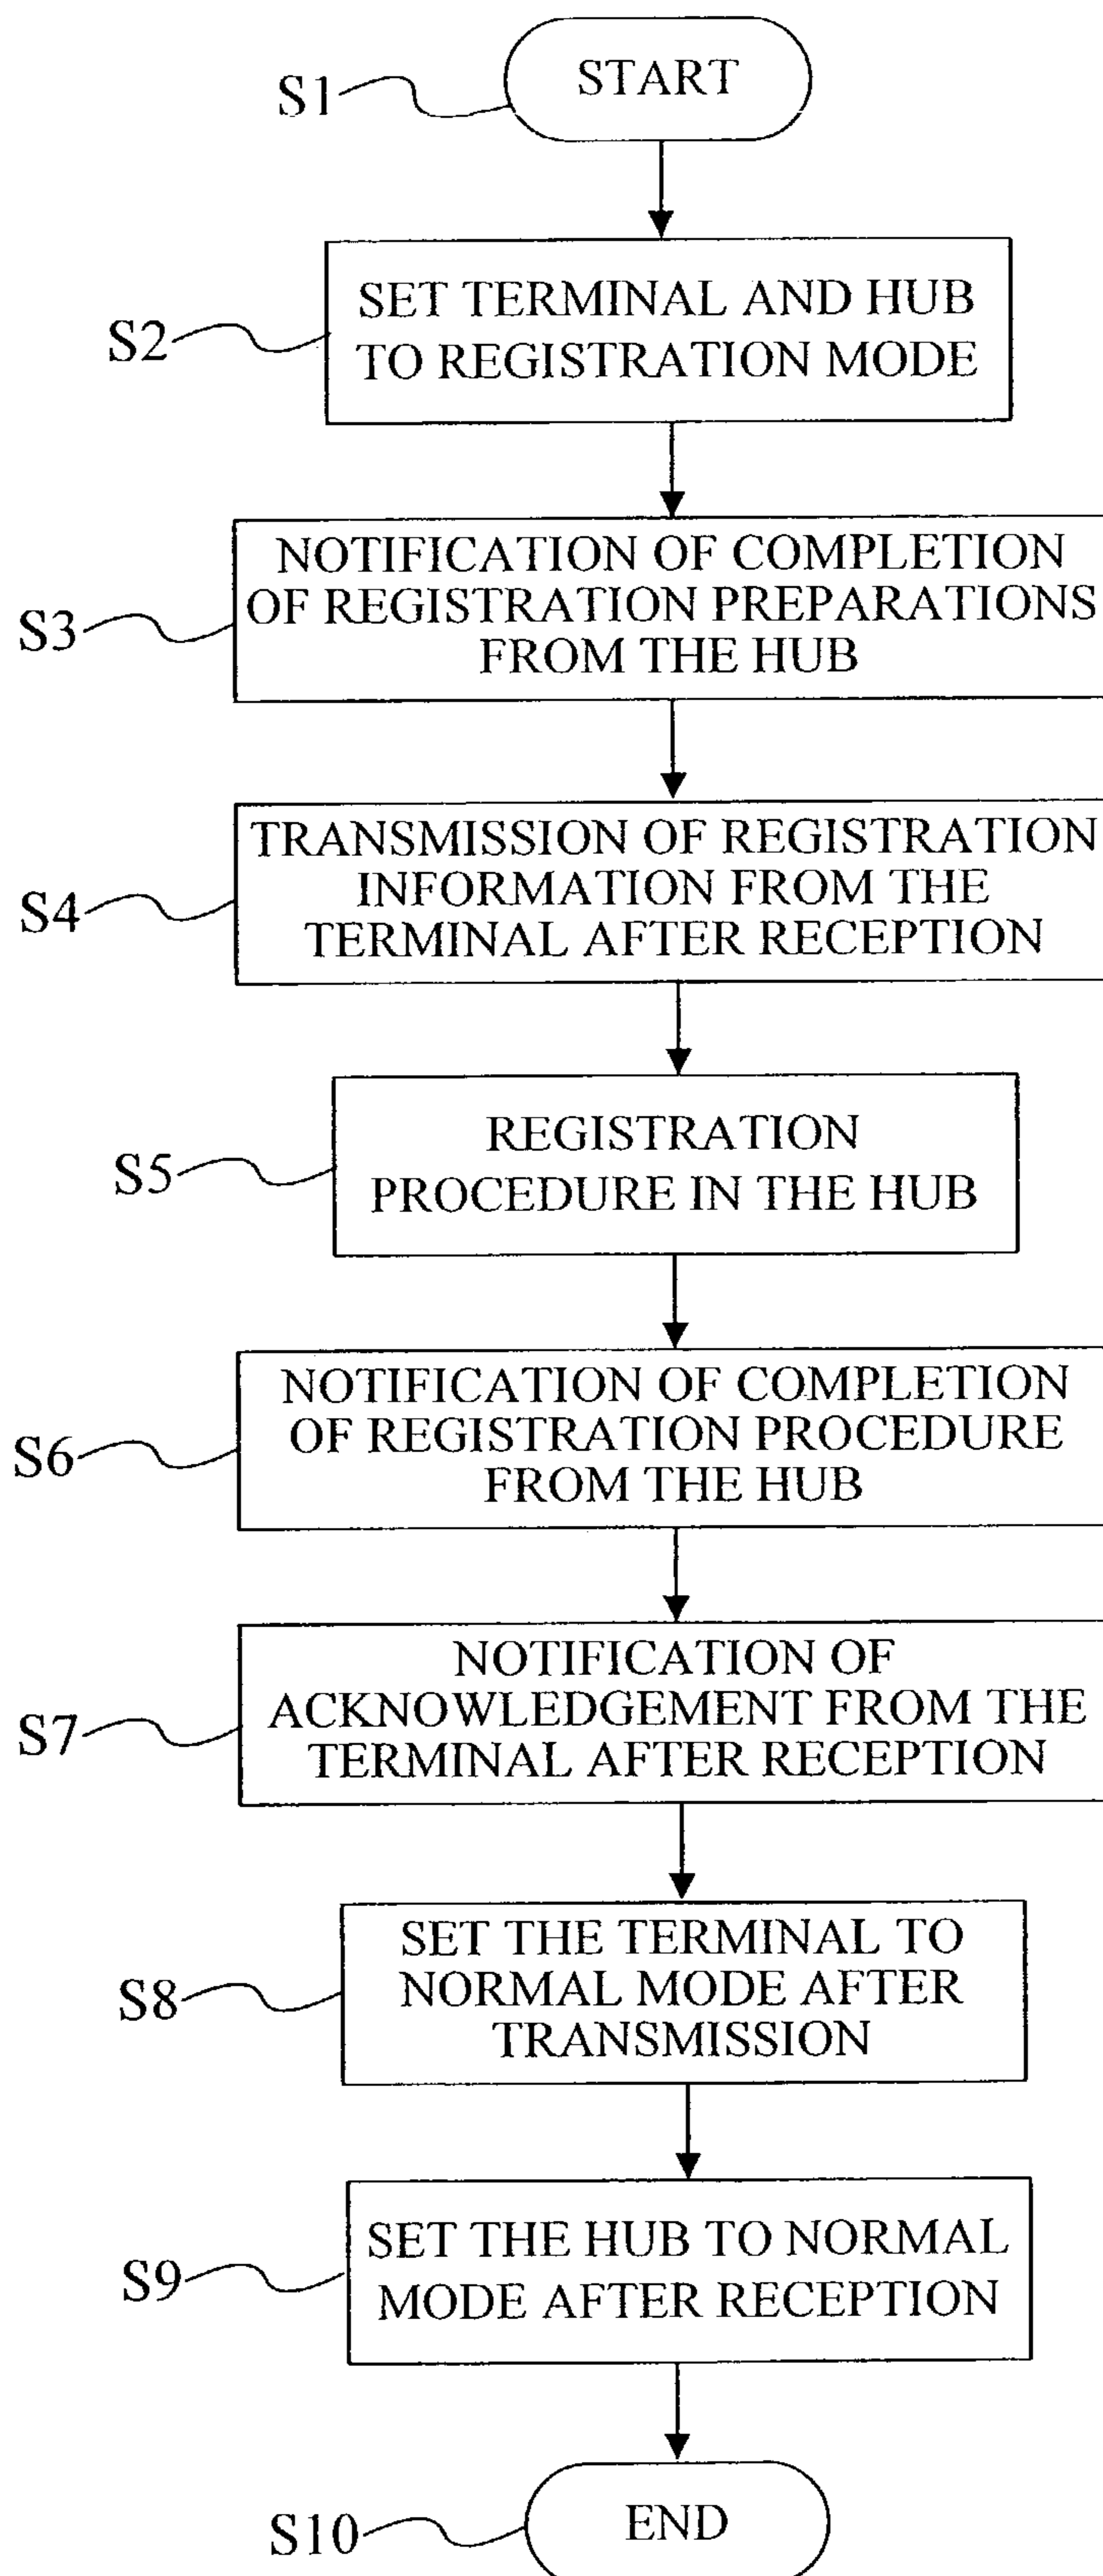 S1
START
S2
SET TERMINAL AND HUB
TO REGISTRATION MODE
S3
NOTIFICATION OF COMPLETION
OF REGISTRATION PREPARATIONS
FROM THE HUB
S4
TRANSMISSION OF REGISTRATION
INFORMATION FROM THE
TERMINAL AFTER RECEPTION
S5
REGISTRATION
PROCEDURE IN THE HUB
S6
NOTIFICATION OF COMPLETION
OF REGISTRATION PROCEDURE
FROM THE HUB
S7
NOTIFICATION OF
ACKNOWLEDGEMENT FROM THE
TERMINAL AFTER RECEPTION
S8
SET THE TERMINAL TO
NORMAL MODE AFTER
TRANSMISSION
S9
SET THE HUB TO NORMAL
MODE AFTER RECEPTION
S10
END